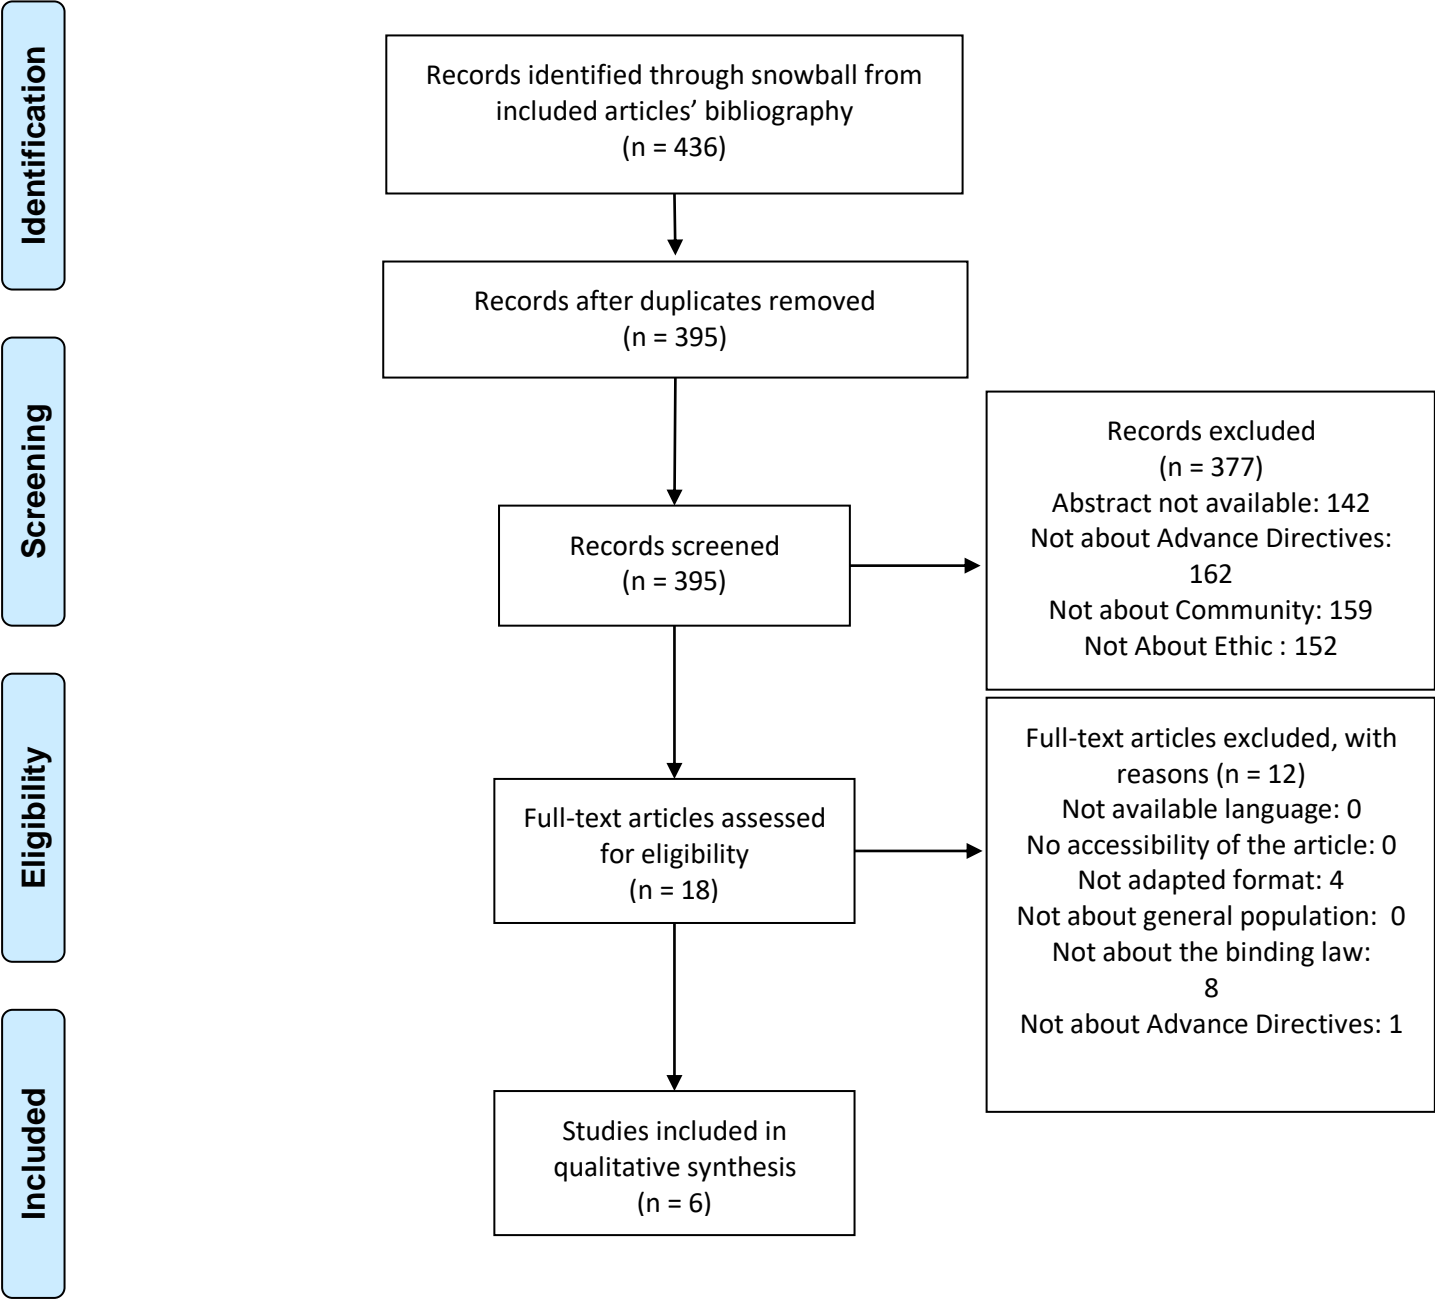 Identification
Records identified through snowball from
included articles’ bibliography
(n = 436)
Records after duplicates removed
(n = 395)
Screening
Records screened
(n = 395)
Records excluded
(n = 377)
Abstract not available: 142
Not about Advance Directives:
162
Not about Community: 159
Not About Ethic : 152
Eligibility
Full-text articles assessed
for eligibility
(n = 18)
Full-text articles excluded, with
reasons (n = 12)
Not available language: 0
No accessibility of the article: 0
Not adapted format: 4
Not about general population:  0
Not about the binding law:
8
Not about Advance Directives: 1
Included
Studies included in
qualitative synthesis
(n = 6)